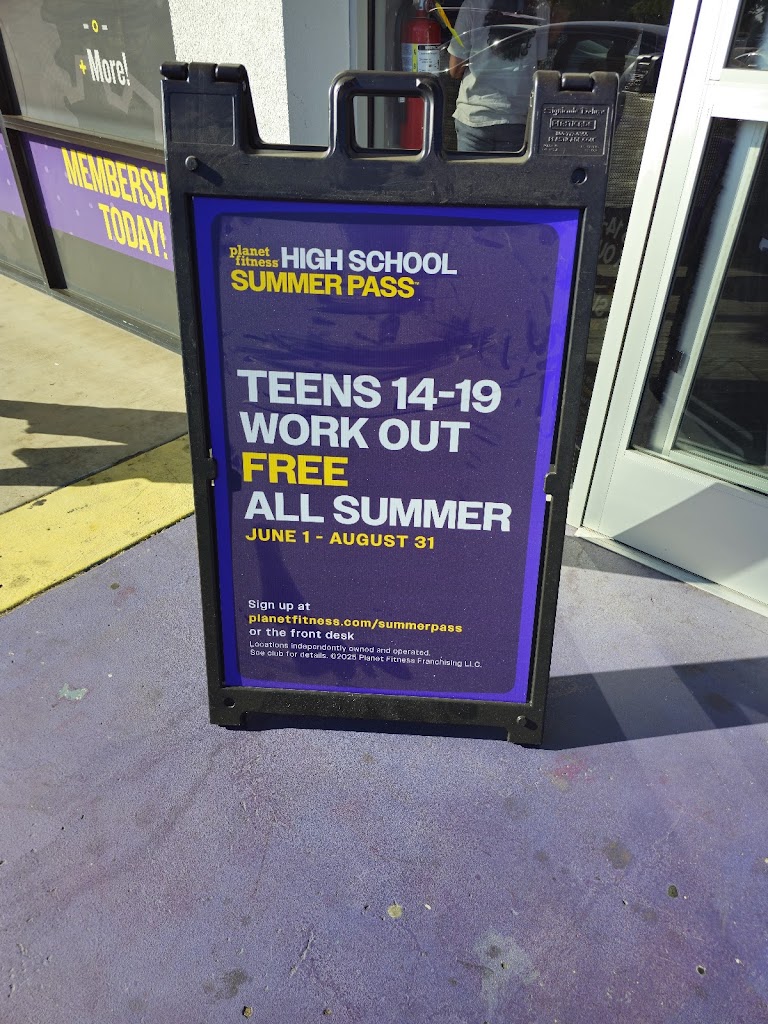 + More!
MEMBERSH
TODAY!
planet fitness HIGH SCHOOL
SUMMER PASS™
TEENS 14-19
WORK OUT
FREE
ALL SUMMER
JUNE 1 - AUGUST 31
Sign up at
planetfitness.com/summerpass
or the front desk
Locations independently owned and operated.
See club for details. ©2025 Planet Fitness Franchising LLC.